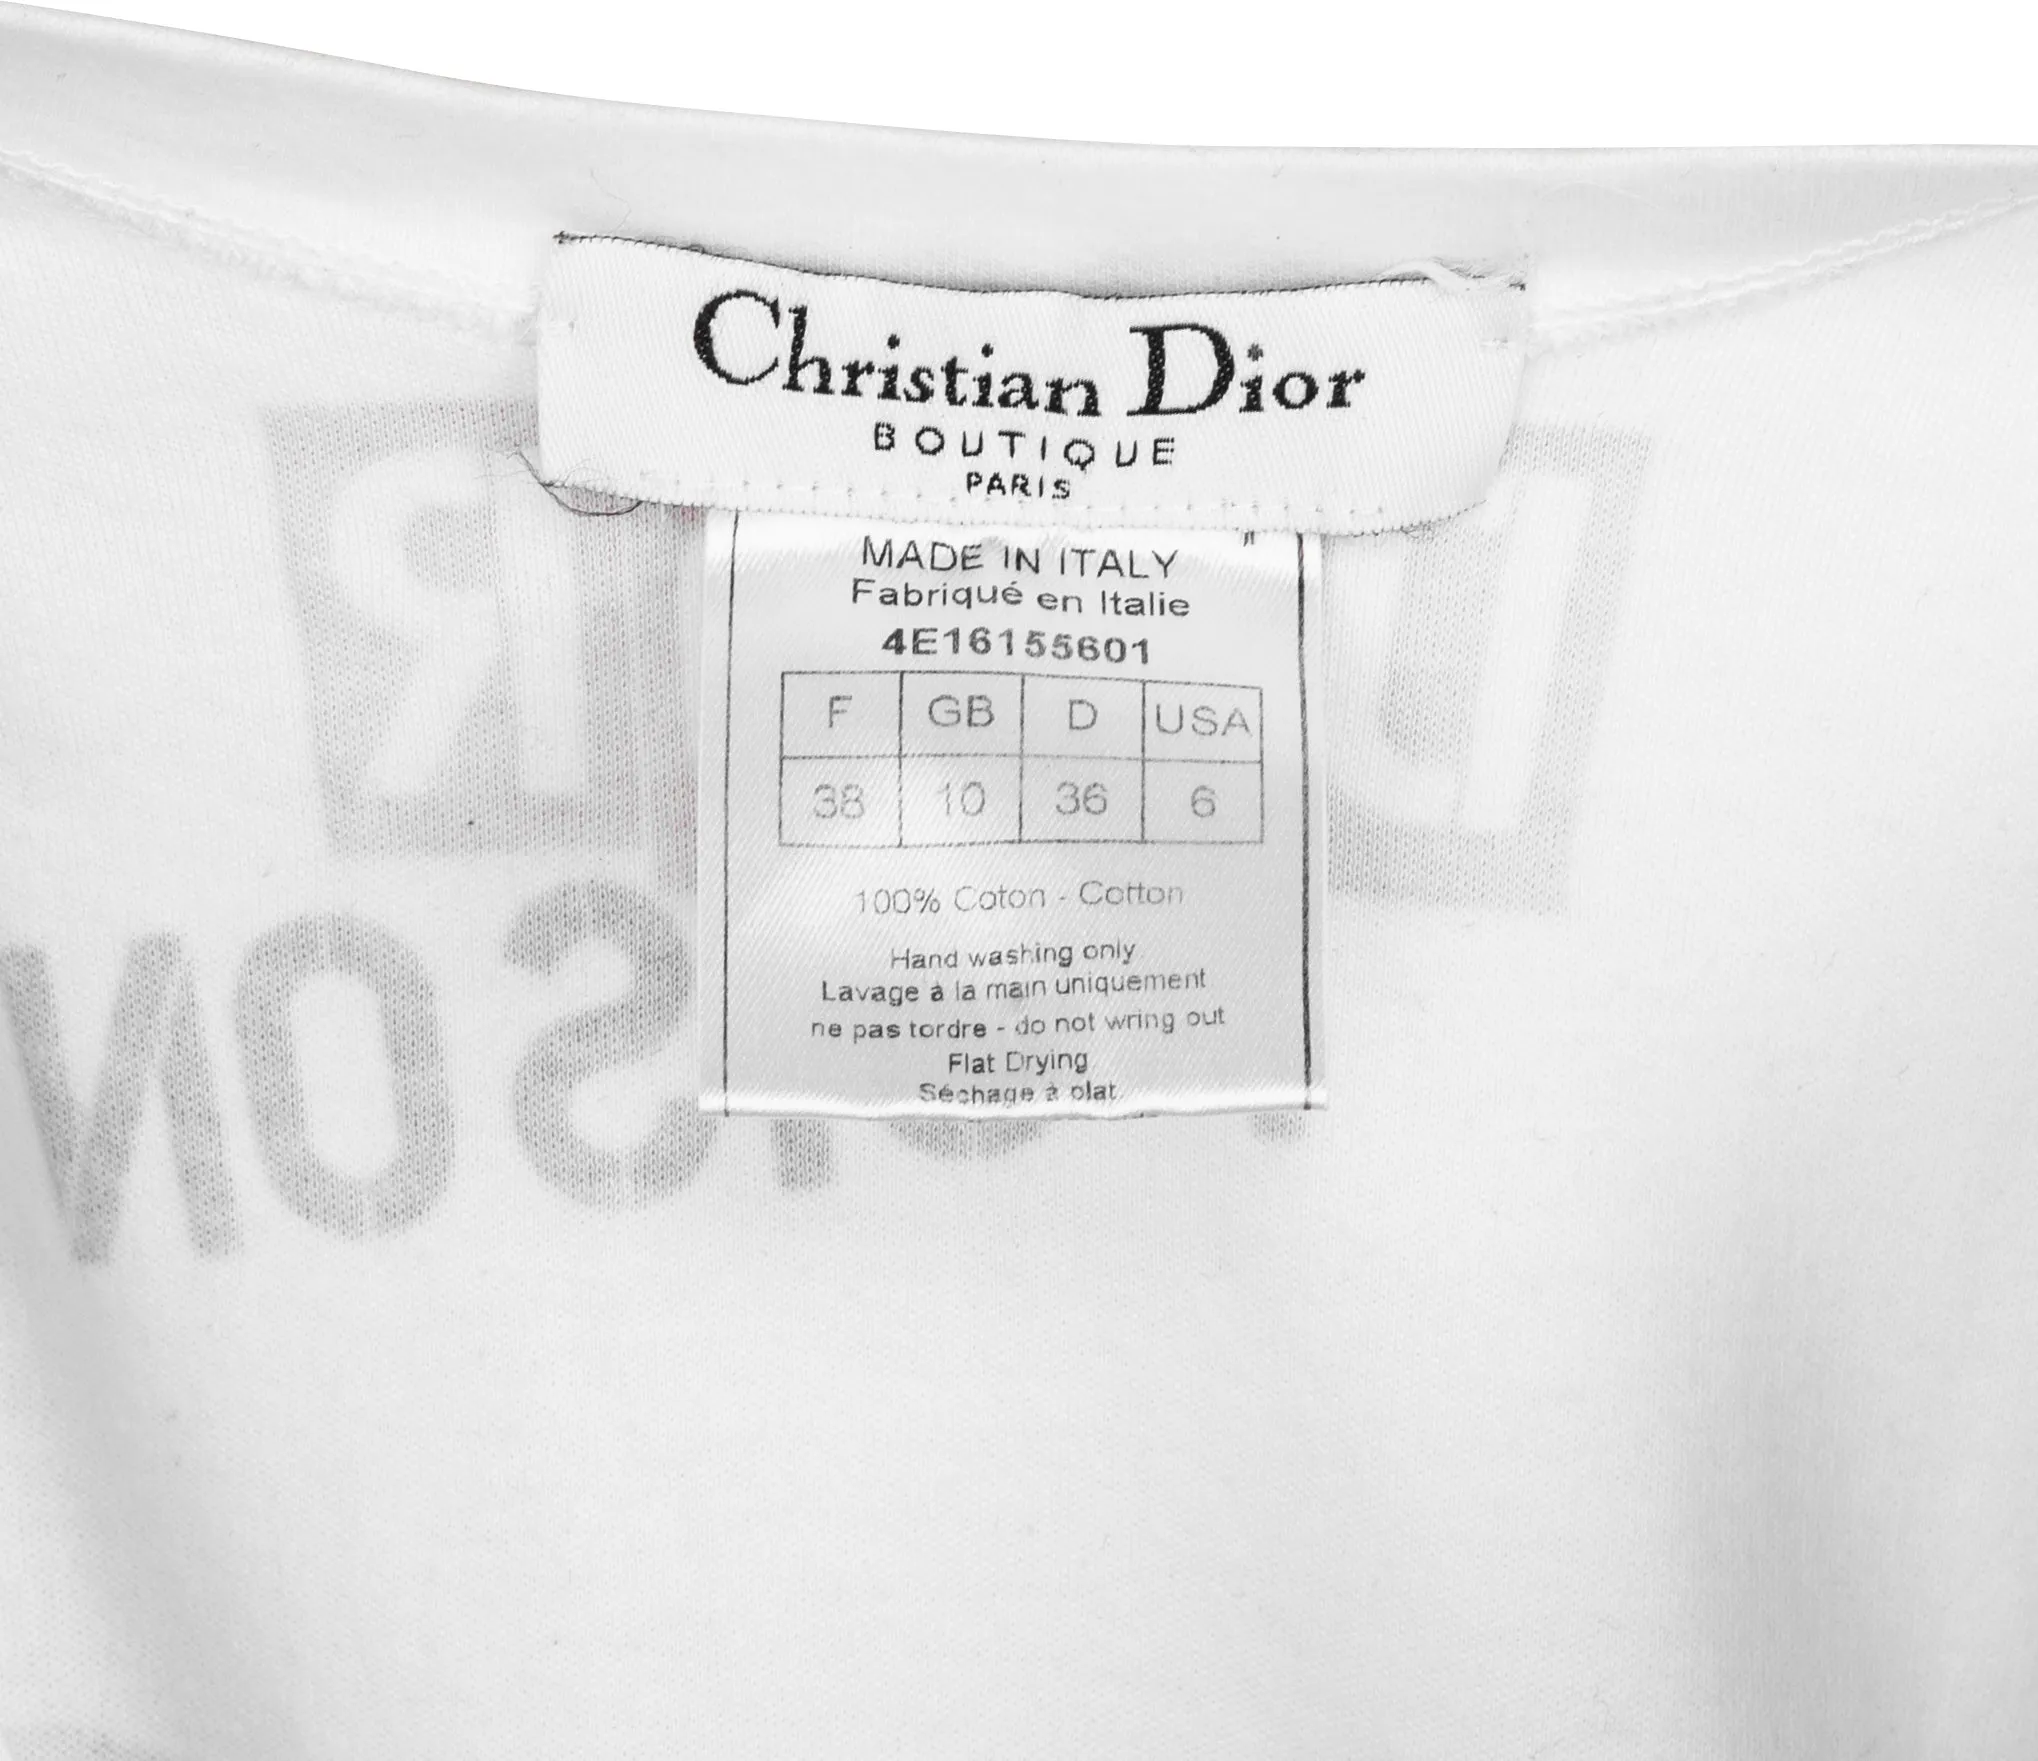 Christian Dior
BOUTIQUE
PARIS
MADE IN ITALY
Fabriqué en Italie
4E16155601
F GB D USA
38 10 36 6
100% Coton - Cotton
Hand washing only
Lavage à la main uniquement
ne pas tordre - do not wring out
Flat Drying
Séchage à plat